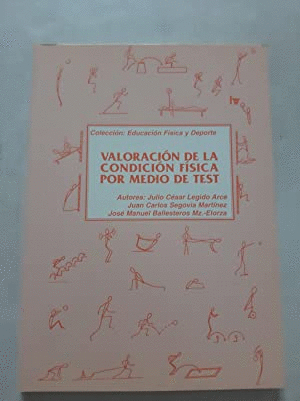 Colección: Educación Física y Deporte
VALORACIÓN DE LA
CONDICIÓN FÍSICA
POR MEDIO DE TEST
Autores: Julio César Legido Arce
Juan Carlos Segovia Martínez
José Manuel Ballesteros Mz.-Elorza